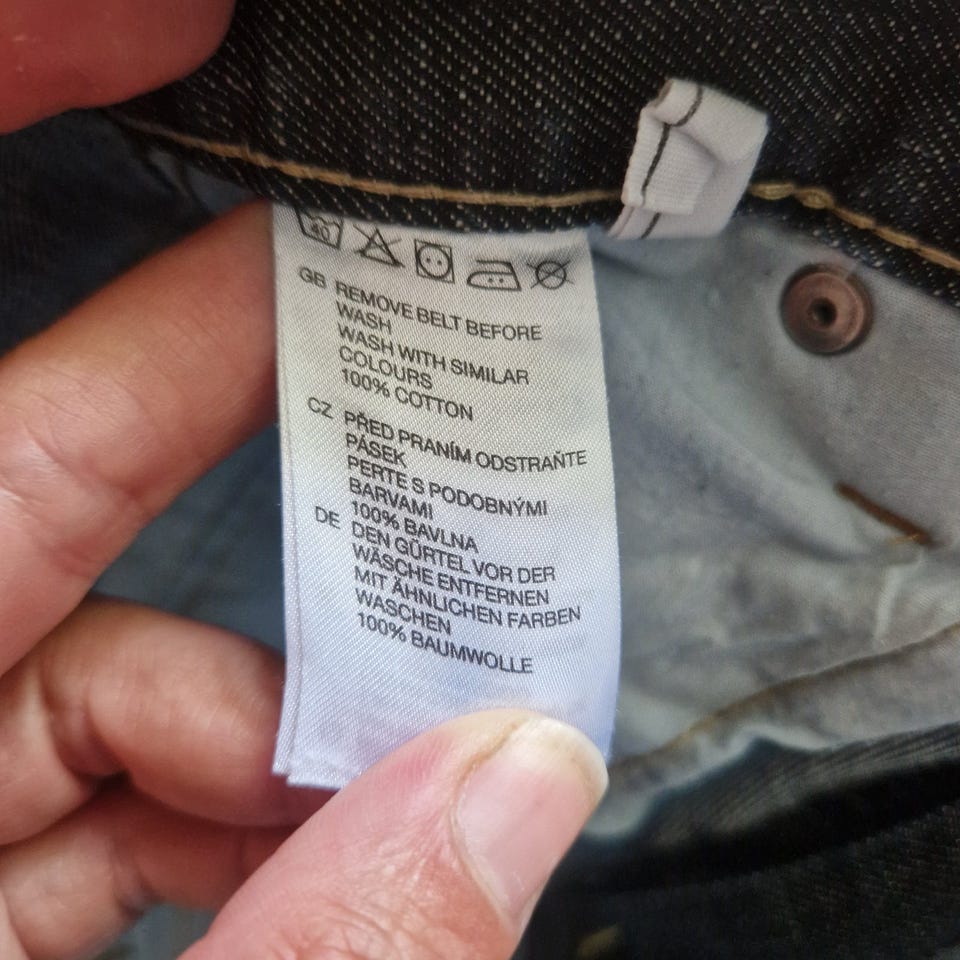 40
GB REMOVE BELT BEFORE
WASH
WASH WITH SIMILAR
COLOURS
100% COTTON
CZ PŘED PRANÍM ODSTRAŇTE
PÁSEK
PERTE S PODOBNÝMI
BARVAMI
100% BAVLNA
DE DEN GÜRTEL VOR DER
WÄSCHE ENTFERNEN
MIT ÄHNLICHEN FARBEN
WASCHEN
100% BAUMWOLLE